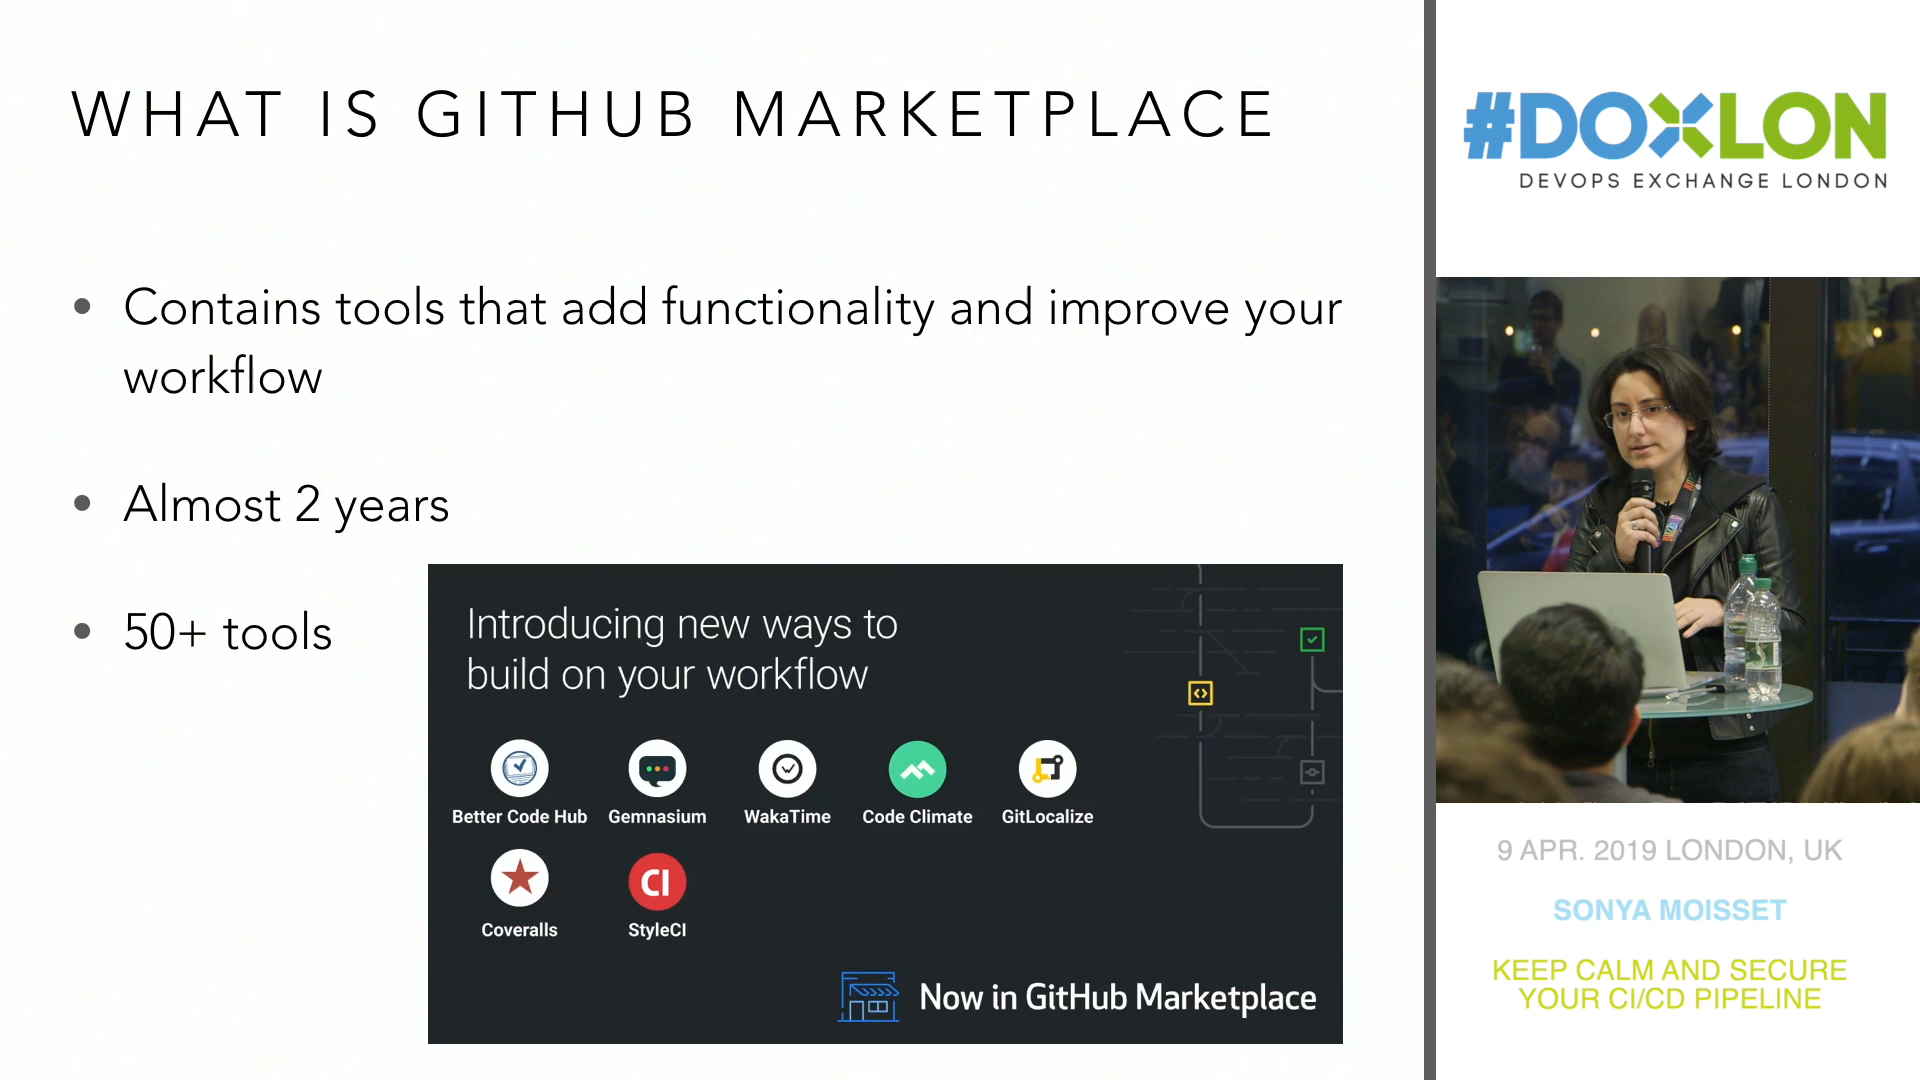 WHAT IS GITHUB MARKETPLACE
• Contains tools that add functionality and improve your
workflow
• Almost 2 years
• 50+ tools
Introducing new ways to
build on your workflow
Better Code Hub
Gemnasium
WakaTime
Code Climate
GitLocalize
CI
Coveralls
StyleCI
Now in GitHub Marketplace
#DOXLON
DEVOPS EXCHANGE LONDON
9 APR. 2019 LONDON, UK
SONYA MOISSET
KEEP CALM AND SECURE
YOUR CI/CD PIPELINE